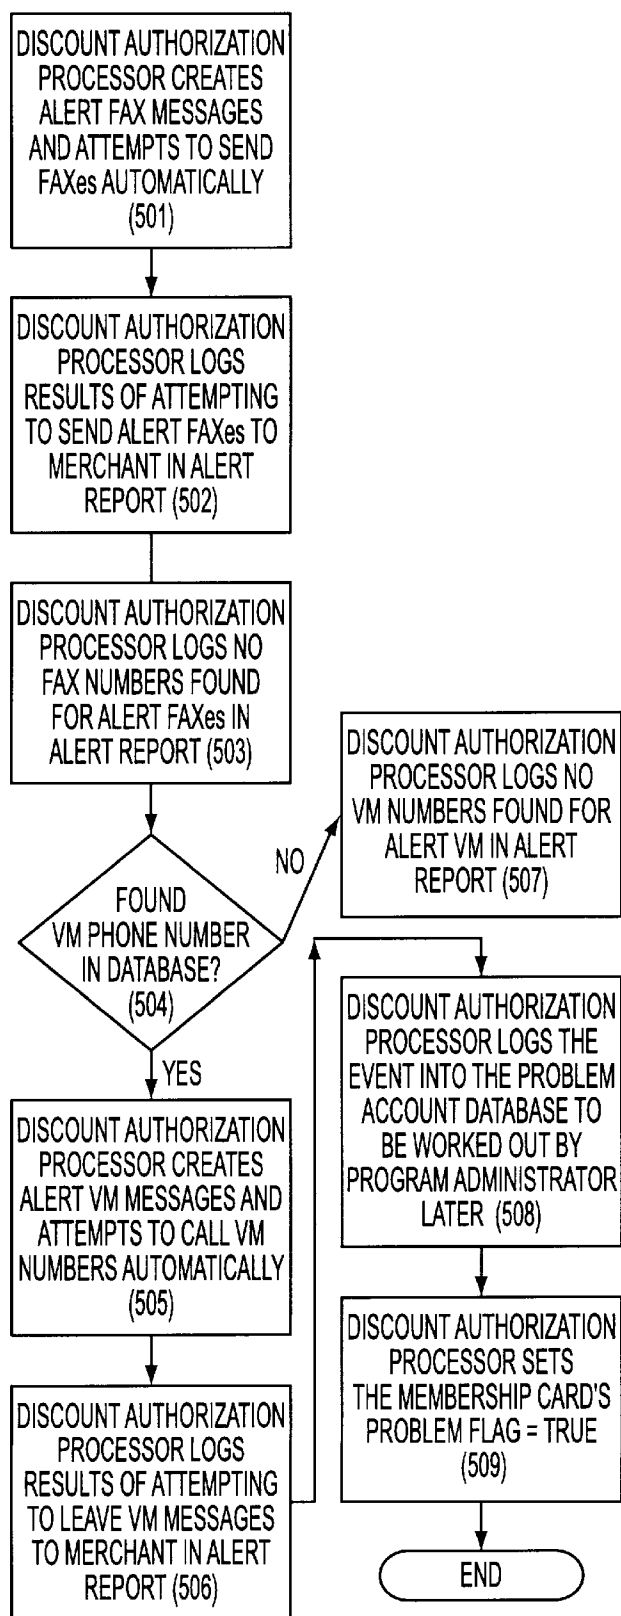 DISCOUNT AUTHORIZATION
PROCESSOR CREATES
ALERT FAX MESSAGES
AND ATTEMPTS TO SEND
FAXes AUTOMATICALLY
(501)
DISCOUNT AUTHORIZATION
PROCESSOR LOGS
RESULTS OF ATTEMPTING
TO SEND ALERT FAXes TO
MERCHANT IN ALERT
REPORT (502)
DISCOUNT AUTHORIZATION
PROCESSOR LOGS NO
FAX NUMBERS FOUND
FOR ALERT FAXes IN
ALERT REPORT (503)
FOUND
VM PHONE NUMBER
IN DATABASE?
(504)
NO
YES
DISCOUNT AUTHORIZATION
PROCESSOR CREATES
ALERT VM MESSAGES AND
ATTEMPTS TO CALL VM
NUMBERS AUTOMATICALLY
(505)
DISCOUNT AUTHORIZATION
PROCESSOR LOGS
RESULTS OF ATTEMPTING
TO LEAVE VM MESSAGES
TO MERCHANT IN ALERT
REPORT (506)
DISCOUNT AUTHORIZATION
PROCESSOR LOGS NO
VM NUMBERS FOUND FOR
ALERT VM IN ALERT
REPORT (507)
DISCOUNT AUTHORIZATION
PROCESSOR LOGS THE
EVENT INTO THE PROBLEM
ACCOUNT DATABASE TO
BE WORKED OUT BY
PROGRAM ADMINISTRATOR
LATER (508)
DISCOUNT AUTHORIZATION
PROCESSOR SETS
THE MEMBERSHIP CARD'S
PROBLEM FLAG = TRUE
(509)
END